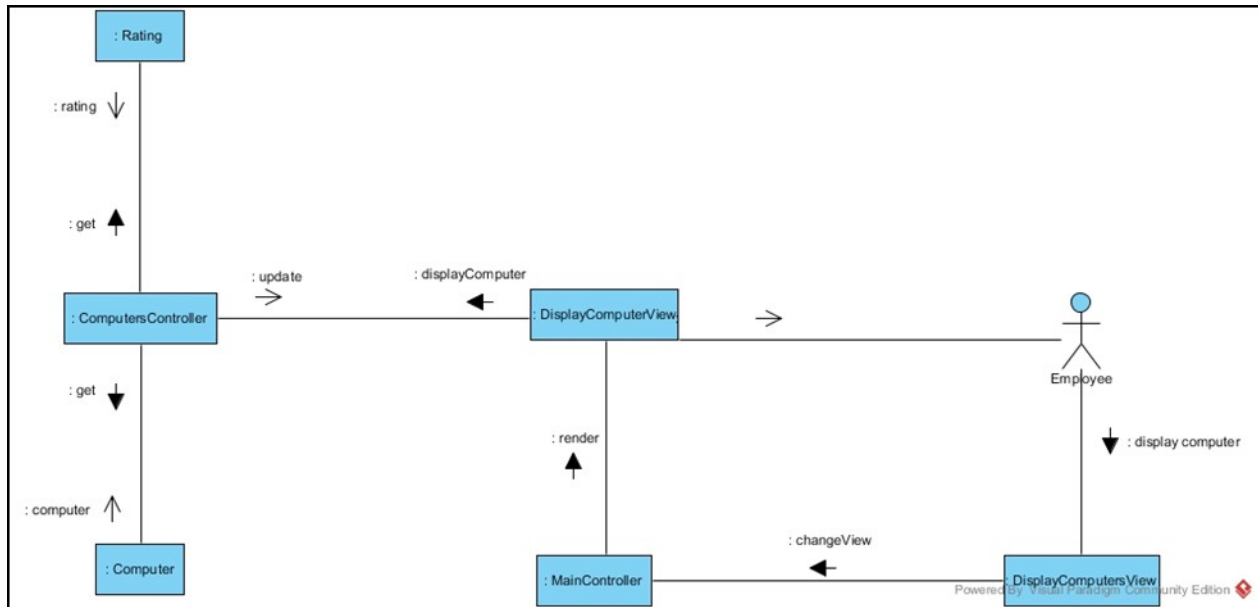 : Rating
: rating
: get
: update
: displayComputer
: ComputersController
: DisplayComputerView
: get
Employee
: render
: display computer
: computer
: changeView
: Computer
: MainController
: DisplayComputersView
Powered By Visual Paradigm Community Edition